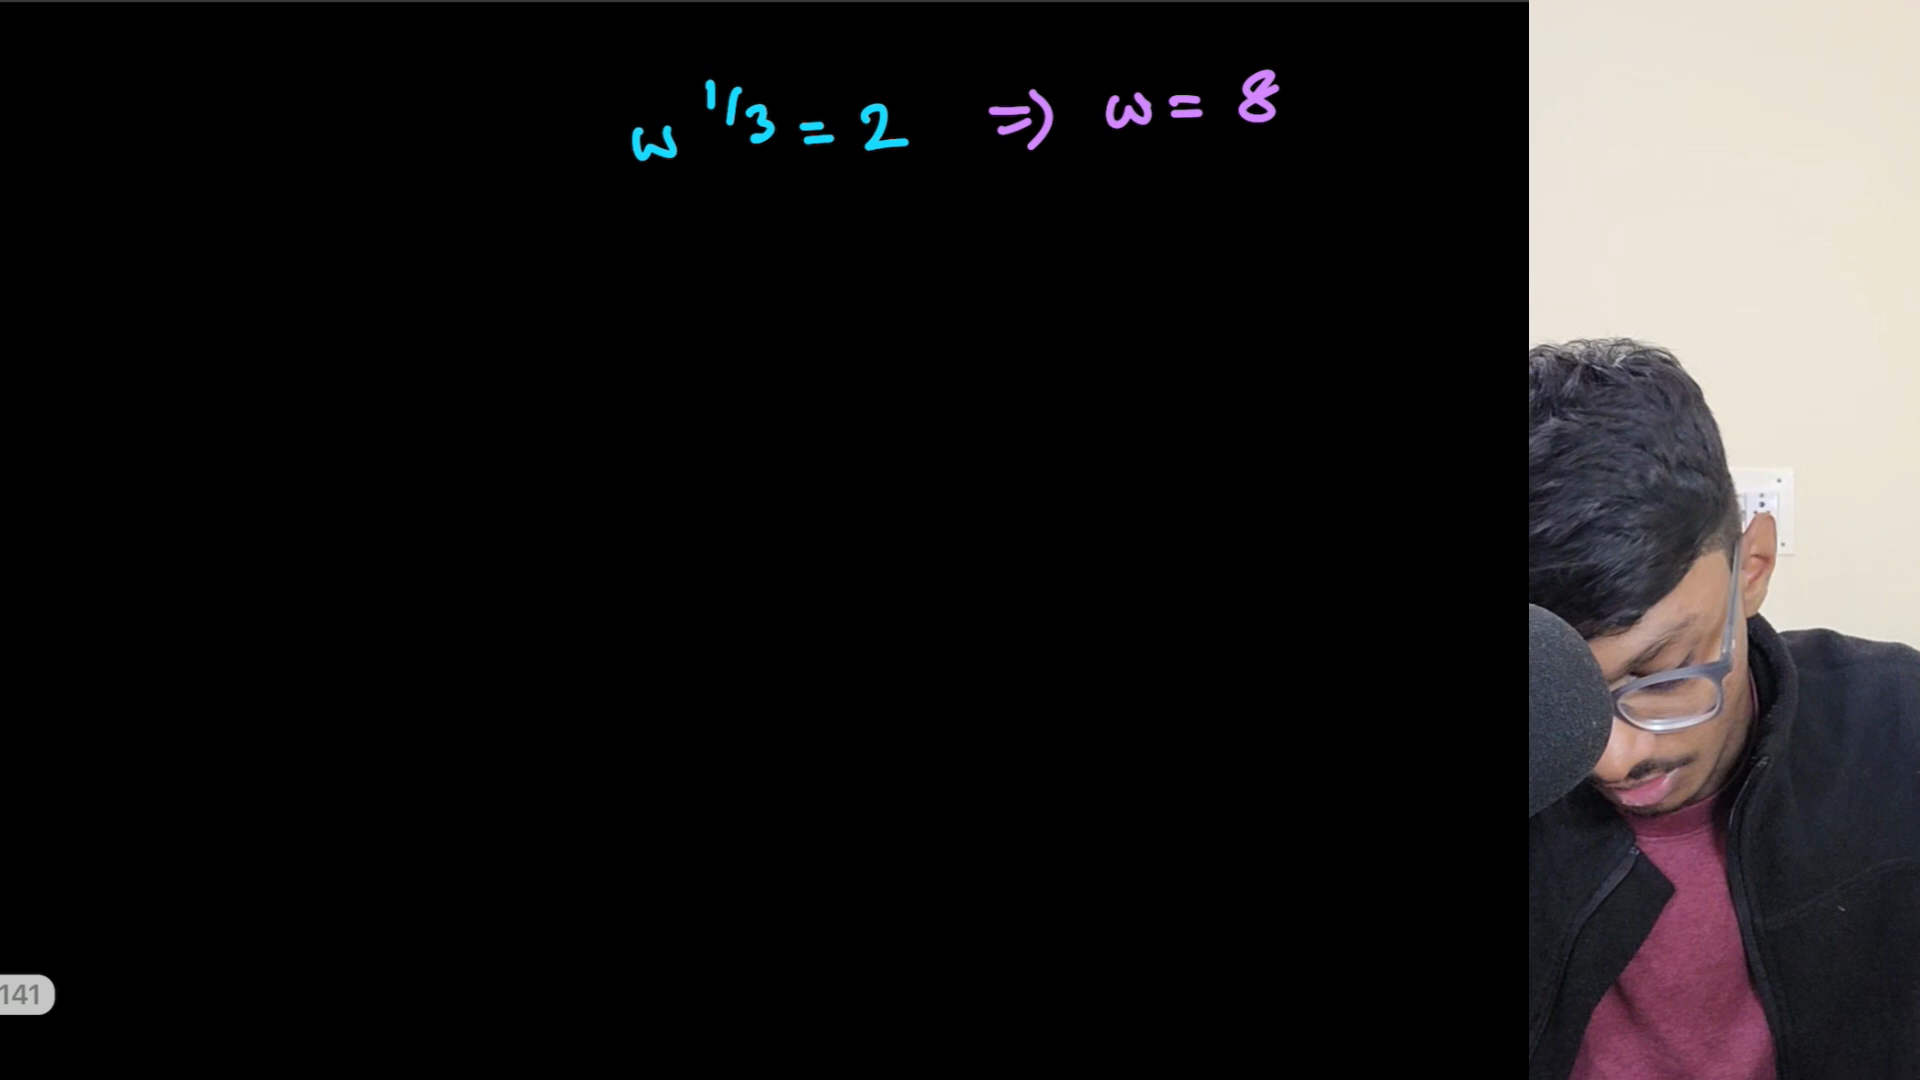 w^1/3 = 2 => w = 8
141